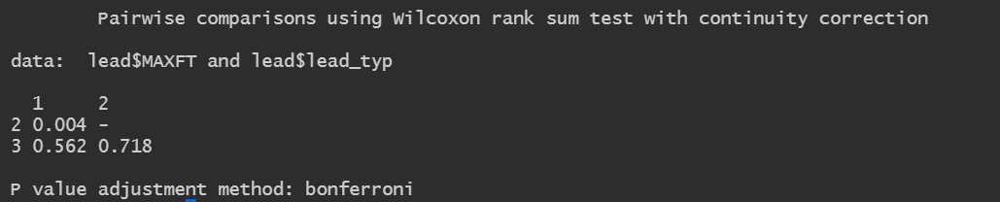 Pairwise comparisons using Wilcoxon rank sum test with continuity correction
data:  lead$MAXFT and lead$lead_typ
  1     2
2 0.004 -
3 0.562 0.718
P value adjustment method: bonferroni